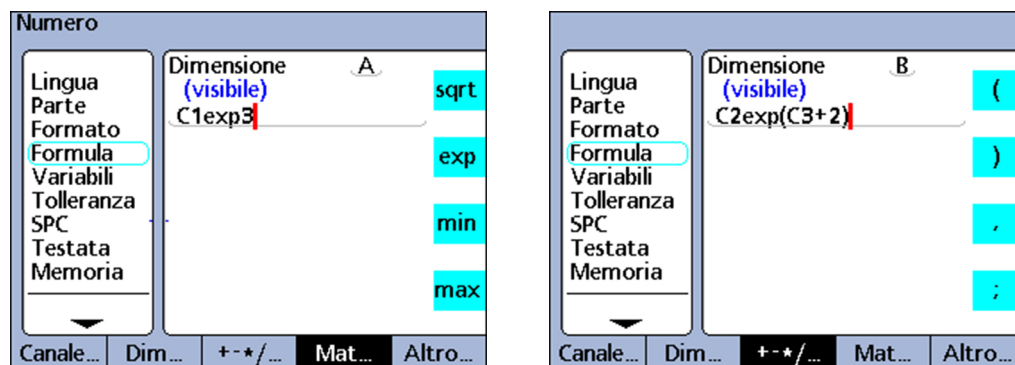 Numero
Lingua
Parte
Formato
Formula
Variabili
Tolleranza
SPC
Testata
Memoria
Dimensione A
(visibile)
C1exp3
sqrt
exp
min
max
Canale... Dim... +-*/... Mat... Altro...
Lingua
Parte
Formato
Formula
Variabili
Tolleranza
SPC
Testata
Memoria
Dimensione B
(visibile)
C2exp(C3+2)
(
)
,
;
Canale... Dim... +-*/... Mat... Altro...